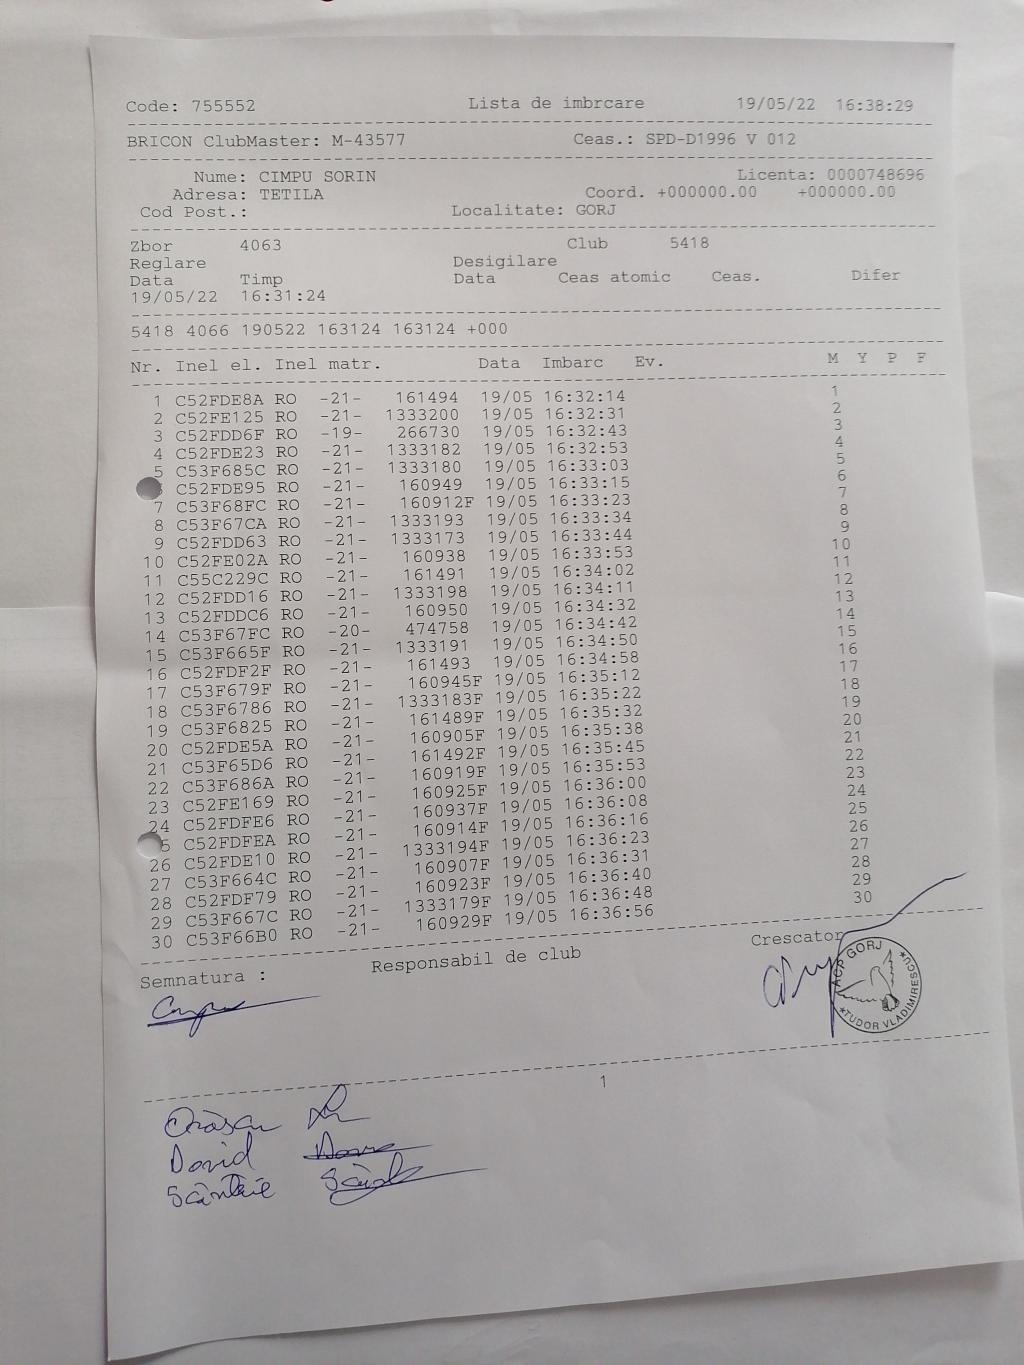 Code: 755552 Lista de imbrcare 19/05/22 16:38:29
BRICON ClubMaster: M-43577 Ceas.: SPD-D1996 V 012
Nume: CIMPU SORIN Licenta: 0000748696
Adresa: TETILA Coord. +000000.00 +000000.00
Cod Post.: Localitate: GORJ
Zbor 4063 Club 5418
Reglare Desigilare
Data Timp Data Ceas atomic Ceas. Difer
19/05/22 16:31:24
5418 4066 190522 163124 163124 +000
Nr. Inel el. Inel matr. Data Imbarc Ev. M Y P F
1 C52FDE8A RO -21- 161494 19/05 16:32:14 1
2 C52FE125 RO -21- 1333200 19/05 16:32:31 2
3 C52FDD6F RO -19- 266730 19/05 16:32:43 3
4 C52FDE23 RO -21- 1333182 19/05 16:32:53 4
5 C53F685C RO -21- 1333180 19/05 16:33:03 5
C52FDE95 RO -21- 160949 19/05 16:33:15 6
7 C53F68FC RO -21- 160912F 19/05 16:33:23 7
8 C53F67CA RO -21- 1333193 19/05 16:33:34 8
9 C52FDD63 RO -21- 1333173 19/05 16:33:44 9
10 C52FE02A RO -21- 160938 19/05 16:33:53 10
11 C55C229C RO -21- 161491 19/05 16:34:02 11
12 C52FDD16 RO -21- 1333198 19/05 16:34:11 12
13 C52FDDC6 RO -21- 160950 19/05 16:34:32 13
14 C53F67FC RO -20- 474758 19/05 16:34:42 14
15 C53F665F RO -21- 1333191 19/05 16:34:50 15
16 C52FDF2F RO -21- 161493 19/05 16:34:58 16
17 C53F679F RO -21- 160945F 19/05 16:35:12 17
18 C53F6786 RO -21- 1333183F 19/05 16:35:22 18
19 C53F6825 RO -21- 161489F 19/05 16:35:32 19
20 C52FDE5A RO -21- 160905F 19/05 16:35:38 20
21 C53F65D6 RO -21- 161492F 19/05 16:35:45 21
22 C53F686A RO -21- 160919F 19/05 16:35:53 22
23 C52FE169 RO -21- 160925F 19/05 16:36:00 23
24 C52FDFE6 RO -21- 160937F 19/05 16:36:08 24
5 C52FDFEA RO -21- 160914F 19/05 16:36:16 25
26 C52FDE10 RO -21- 1333194F 19/05 16:36:23 26
27 C53F664C RO -21- 160907F 19/05 16:36:31 27
28 C52FDF79 RO -21- 160923F 19/05 16:36:40 28
29 C53F667C RO -21- 1333179F 19/05 16:36:48 29
30 C53F66B0 RO -21- 160929F 19/05 16:36:56 30
Semnatura : Responsabil de club Crescator
ACP GORJ
*TUDOR VLADIMIRESCU*
1
David